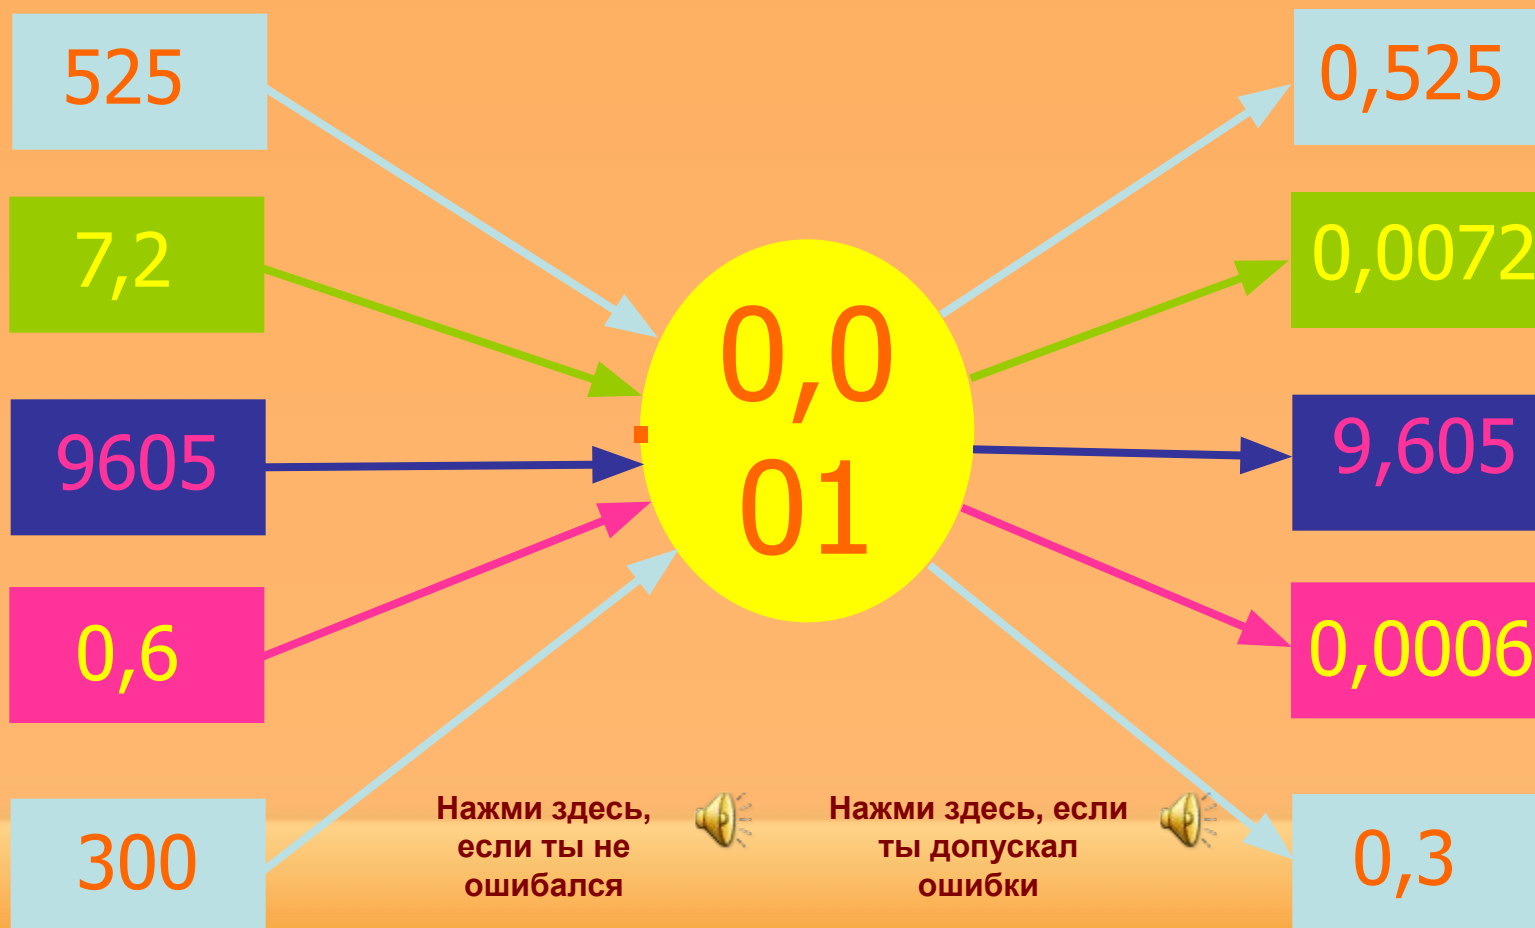 525
7,2
9605
0,6
300
0,0
01
0,525
0,0072
9,605
0,0006
0,3
Нажми здесь,
если ты не
ошибался
Нажми здесь, если
ты допускал
ошибки